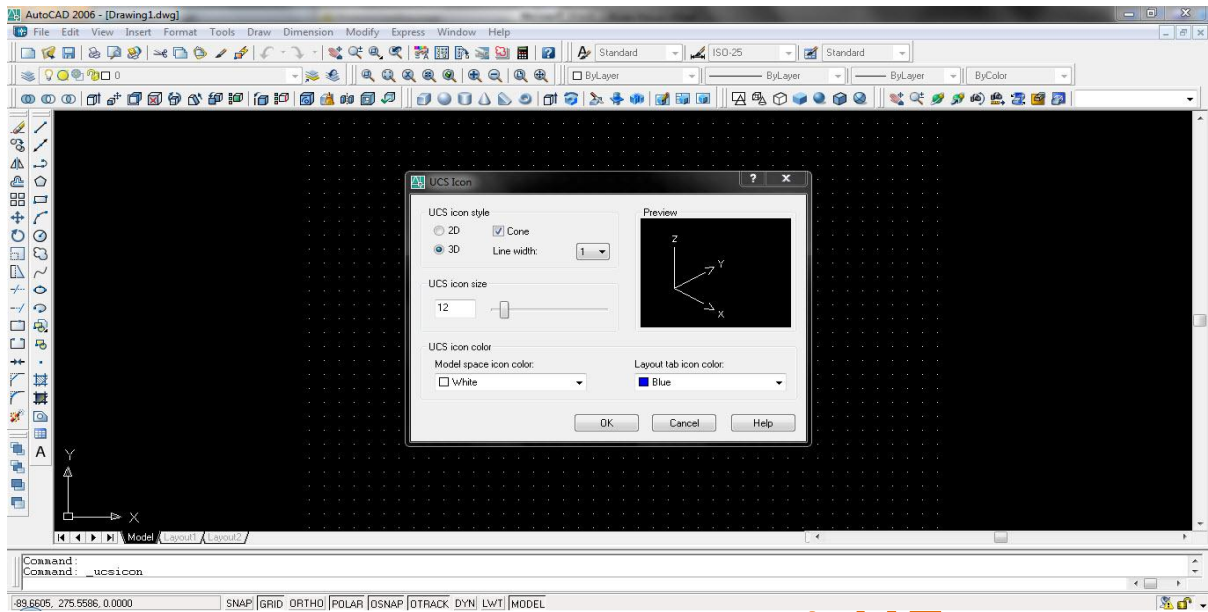 AutoCAD 2006 - [Drawing1.dwg]
File Edit View Insert Format Tools Draw Dimension Modify Express Window Help
Standard ISO-25 Standard
0 ByLayer ByLayer ByLayer ByColor
UCS Icon
UCS icon style
2D Cone
3D Line width: 1
Preview
Z
Y
X
UCS icon size
12
UCS icon color
Model space icon color: Layout tab icon color:
White Blue
OK Cancel Help
A
Y
X
Model Layout1 Layout2
Command:
Command: _ucsicon
-89.6605, 275.5586, 0.0000 SNAP GRID ORTHO POLAR OSNAP OTRACK DYN LWT MODEL